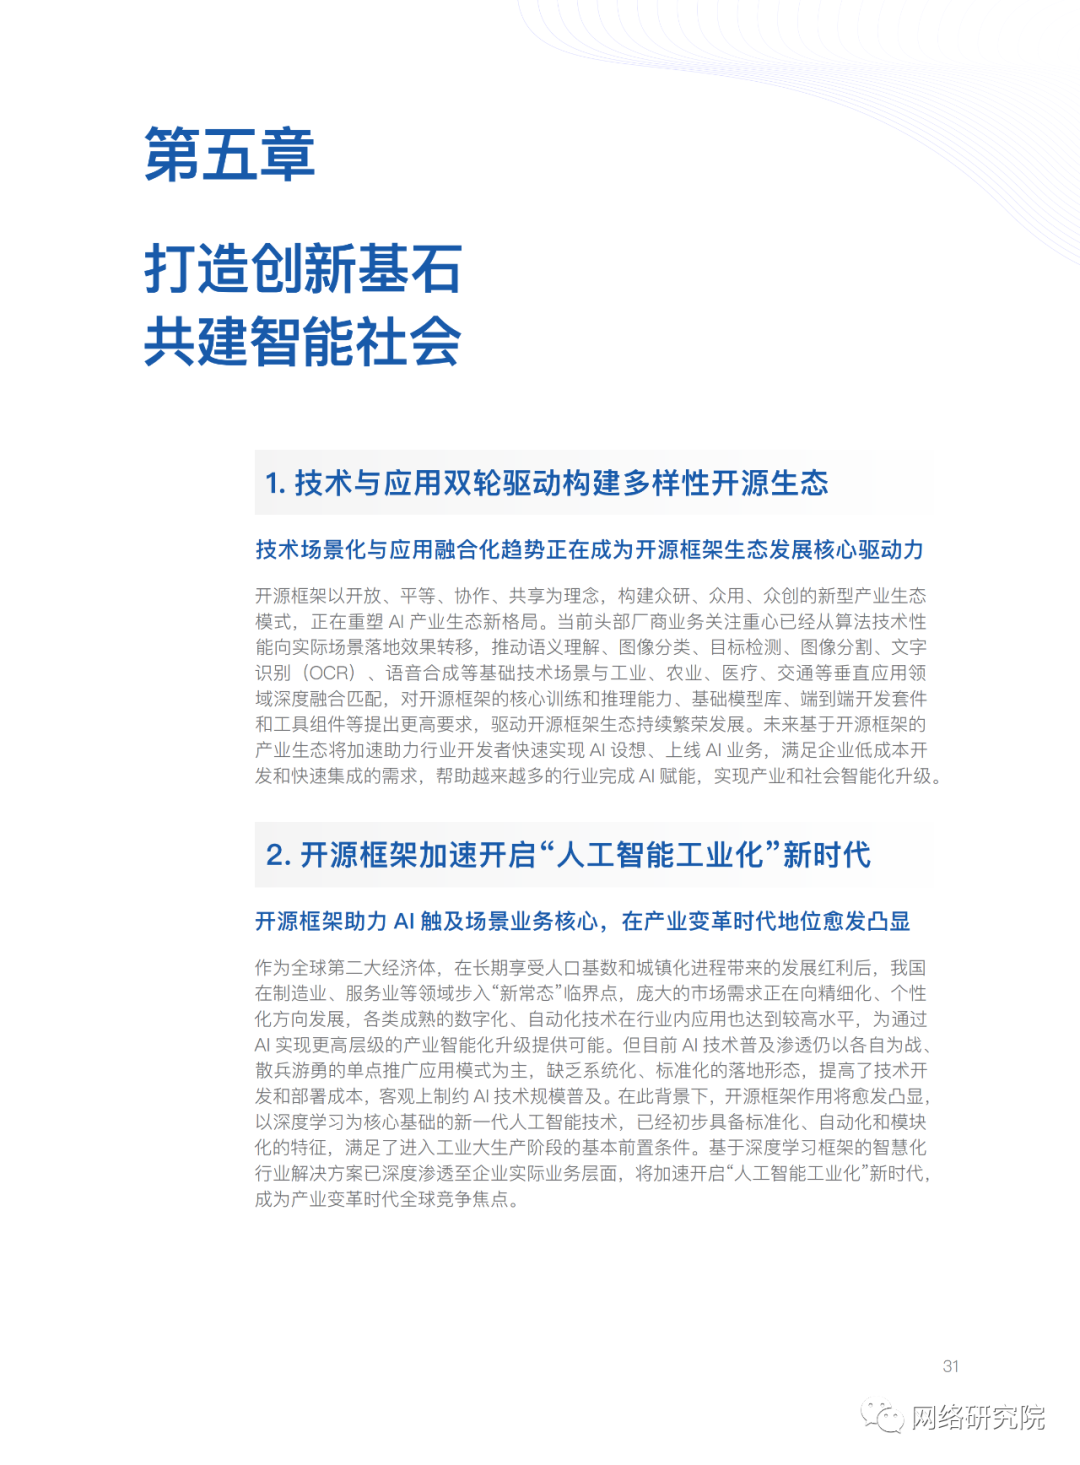 第五章
打造创新基石
共建智能社会
1. 技术与应用双轮驱动构建多样性开源生态
技术场景化与应用融合化趋势正在成为开源框架生态发展核心驱动力
开源框架以开放、平等、协作、共享为理念，构建众研、众用、众创的新型产业生态
模式，正在重塑 AI 产业生态新格局。当前头部厂商业务关注重心已经从算法技术性
能向实际场景落地效果转移，推动语义理解、图像分类、目标检测、图像分割、文字
识别（OCR）、语音合成等基础技术场景与工业、农业、医疗、交通等垂直应用领
域深度融合匹配，对开源框架的核心训练和推理能力、基础模型库、端到端开发套件
和工具组件等提出更高要求，驱动开源框架生态持续繁荣发展。未来基于开源框架的
产业生态将加速助力行业开发者快速实现 AI 设想、上线 AI 业务，满足企业低成本开
发和快速集成的需求，帮助越来越多的行业完成 AI 赋能，实现产业和社会智能化升级。
2. 开源框架加速开启“人工智能工业化”新时代
开源框架助力 AI 触及场景业务核心，在产业变革时代地位愈发凸显
作为全球第二大经济体，在长期享受人口基数和城镇化进程带来的发展红利后，我国
在制造业、服务业等领域步入“新常态”临界点，庞大的市场需求正在向精细化、个性
化方向发展，各类成熟的数字化、自动化技术在行业内应用也达到较高水平，为通过
AI 实现更高层级的产业智能化升级提供可能。但目前 AI 技术普及渗透仍以各自为战、
散兵游勇的单点推广应用模式为主，缺乏系统化、标准化的落地形态，提高了技术开
发和部署成本，客观上制约 AI 技术规模普及。在此背景下，开源框架作用将愈发凸显，
以深度学习为核心基础的新一代人工智能技术，已经初步具备标准化、自动化和模块
化的特征，满足了进入工业大生产阶段的基本前置条件。基于深度学习框架的智慧化
行业解决方案已深度渗透至企业实际业务层面，将加速开启“人工智能工业化”新时代，
成为产业变革时代全球竞争焦点。
31
网络研究院